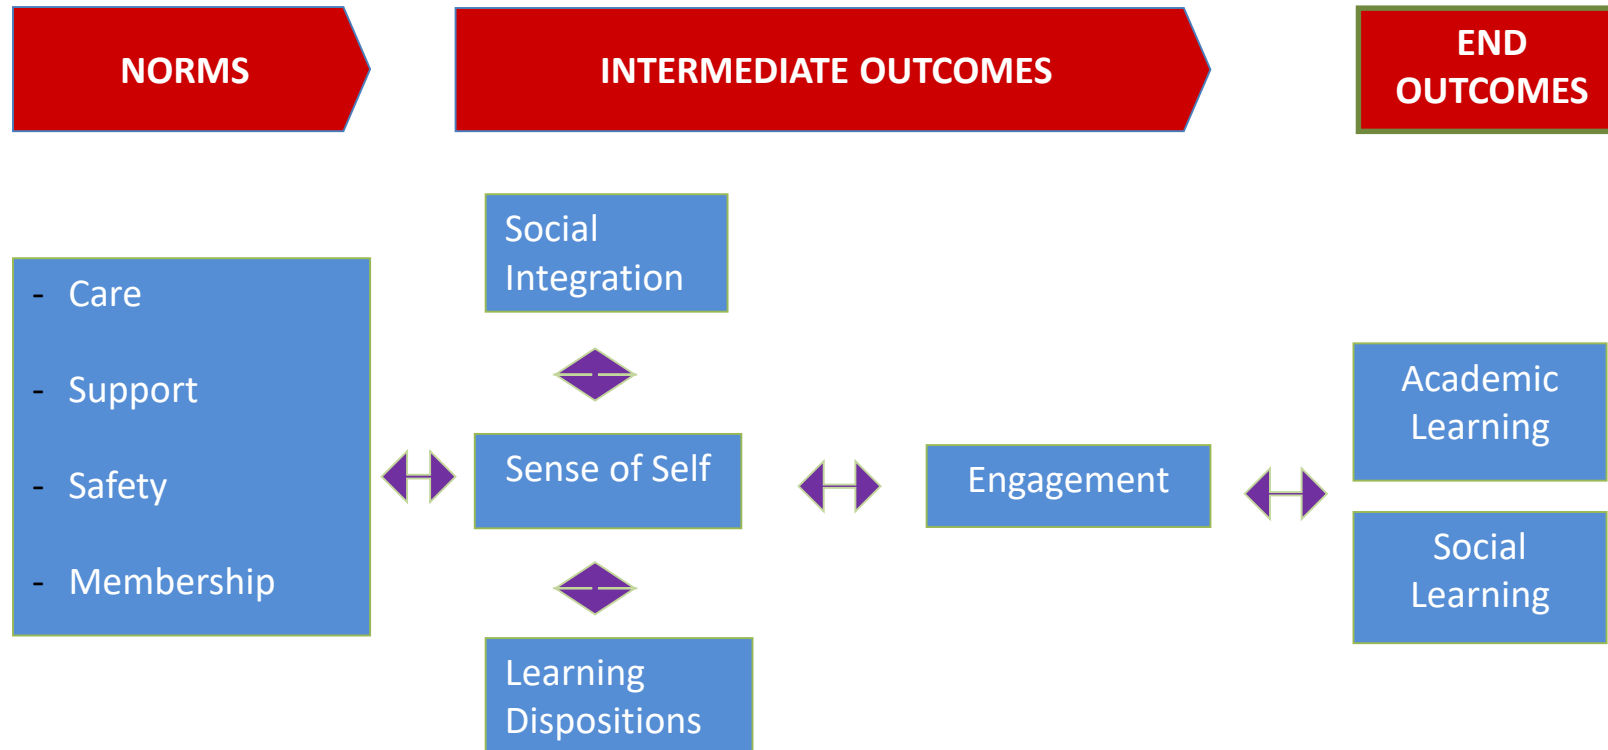 NORMS
INTERMEDIATE OUTCOMES
END
OUTCOMES
- Care
- Support
- Safety
- Membership
Social
Integration
Sense of Self
Learning
Dispositions
Engagement
Academic
Learning
Social
Learning